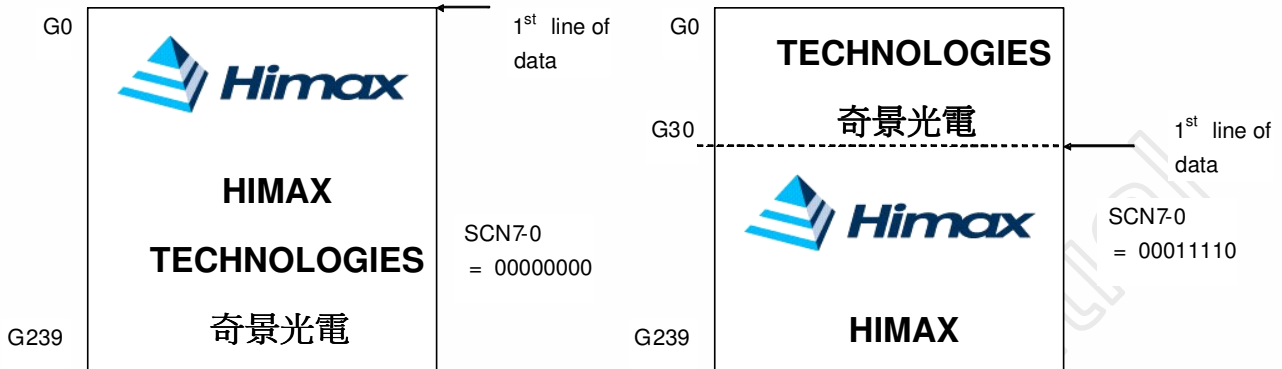 G0
1st line of
data
Himax
HIMAX
TECHNOLOGIES
奇景光電
SCN7-0
= 00000000
G239
G0
TECHNOLOGIES
奇景光電
G30
1st line of
data
Himax
SCN7-0
= 00011110
HIMAX
G239